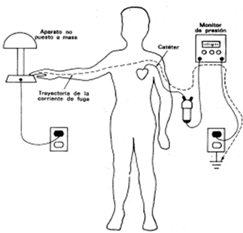 Aparato no
puesto a masa
Monitor
de presión
Catéter
Trayectoria de la
corriente de fuga